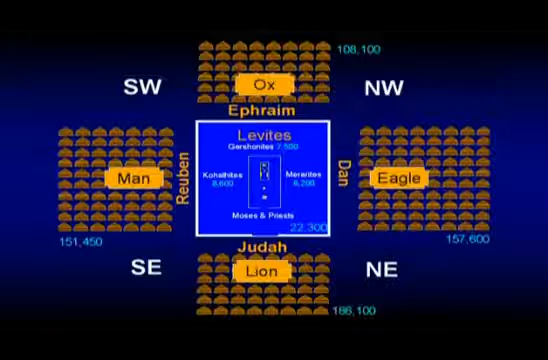 108,100
Ox
SW
NW
Ephraim
Levites
Gershonites 7,500
Reuben
Man
Kohalhites
8,600
Merarites
6,200
Dan
Eagle
Moses & Priests
22,300
151,450
157,600
Judah
SE
Lion
NE
186,100